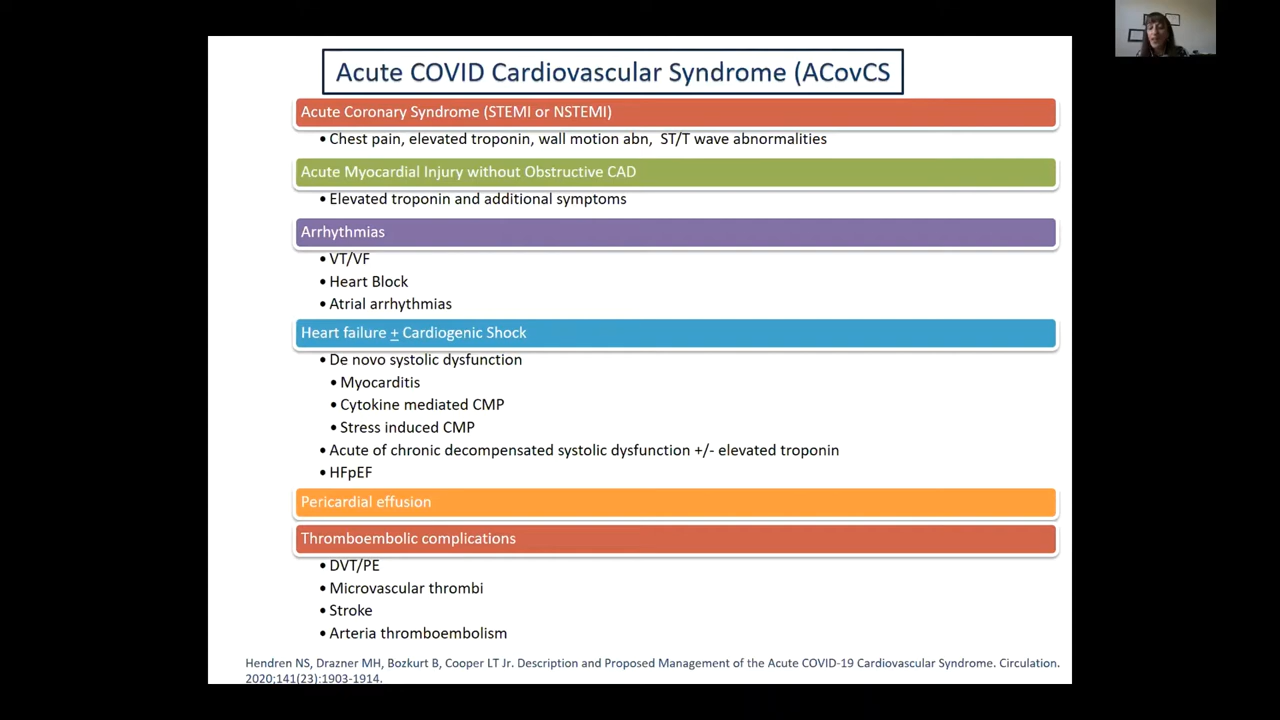 Acute COVID Cardiovascular Syndrome (ACovCS
Acute Coronary Syndrome (STEMI or NSTEMI)
• Chest pain, elevated troponin, wall motion abn, ST/T wave abnormalities
Acute Myocardial Injury without Obstructive CAD
• Elevated troponin and additional symptoms
Arrhythmias
• VT/VF
• Heart Block
• Atrial arrhythmias
Heart failure + Cardiogenic Shock
• De novo systolic dysfunction
• Myocarditis
• Cytokine mediated CMP
• Stress induced CMP
• Acute of chronic decompensated systolic dysfunction +/- elevated troponin
• HFpEF
Pericardial effusion
Thromboembolic complications
• DVT/PE
• Microvascular thrombi
• Stroke
• Arteria thromboembolism
Hendren NS, Drazner MH, Bozkurt B, Cooper LT Jr. Description and Proposed Management of the Acute COVID-19 Cardiovascular Syndrome. Circulation.
2020;141(23):1903-1914.